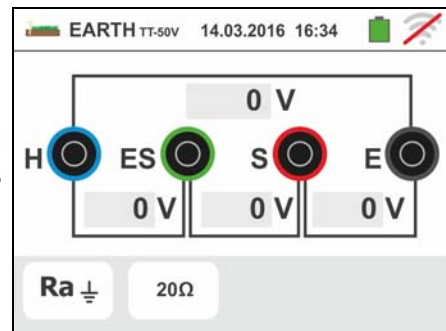 EARTH TT-50V 14.03.2016 16:34
0 V
H ES S E
0 V 0 V 0 V
Ra 20Ω